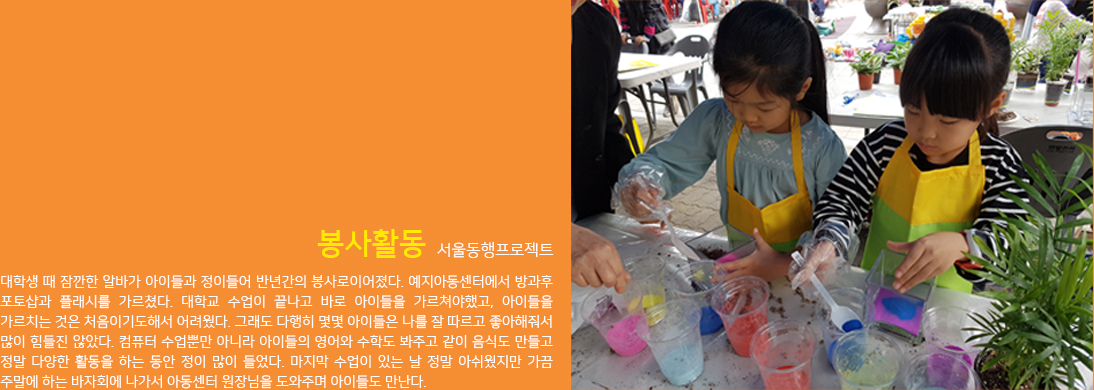 봉사활동 서울동행프로젝트
대학생 때 잠깐한 알바가 아이들과 정이들어 반년간의 봉사로이어졌다. 예지아동센터에서 방과후
포토샵과 플래시를 가르쳤다. 대학교 수업이 끝나고 바로 아이들을 가르쳐야했고, 아이들을
가르치는 것은 처음이기도해서 어려웠다. 그래도 다행히 몇몇 아이들은 나를 잘 따르고 좋아해줘서
많이 힘들진 않았다. 컴퓨터 수업뿐만 아니라 아이들의 영어와 수학도 봐주고 같이 음식도 만들고
정말 다양한 활동을 하는 동안 정이 많이 들었다. 마지막 수업이 있는 날 정말 아쉬웠지만 가끔
주말에 하는 바자회에 나가서 아동센터 원장님을 도와주며 아이들도 만난다.